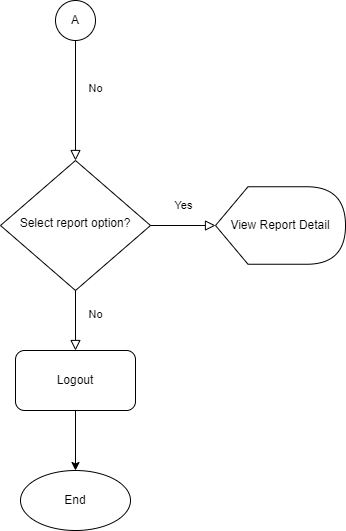 A
No
Select report option?
Yes
View Report Detail
No
Logout
End